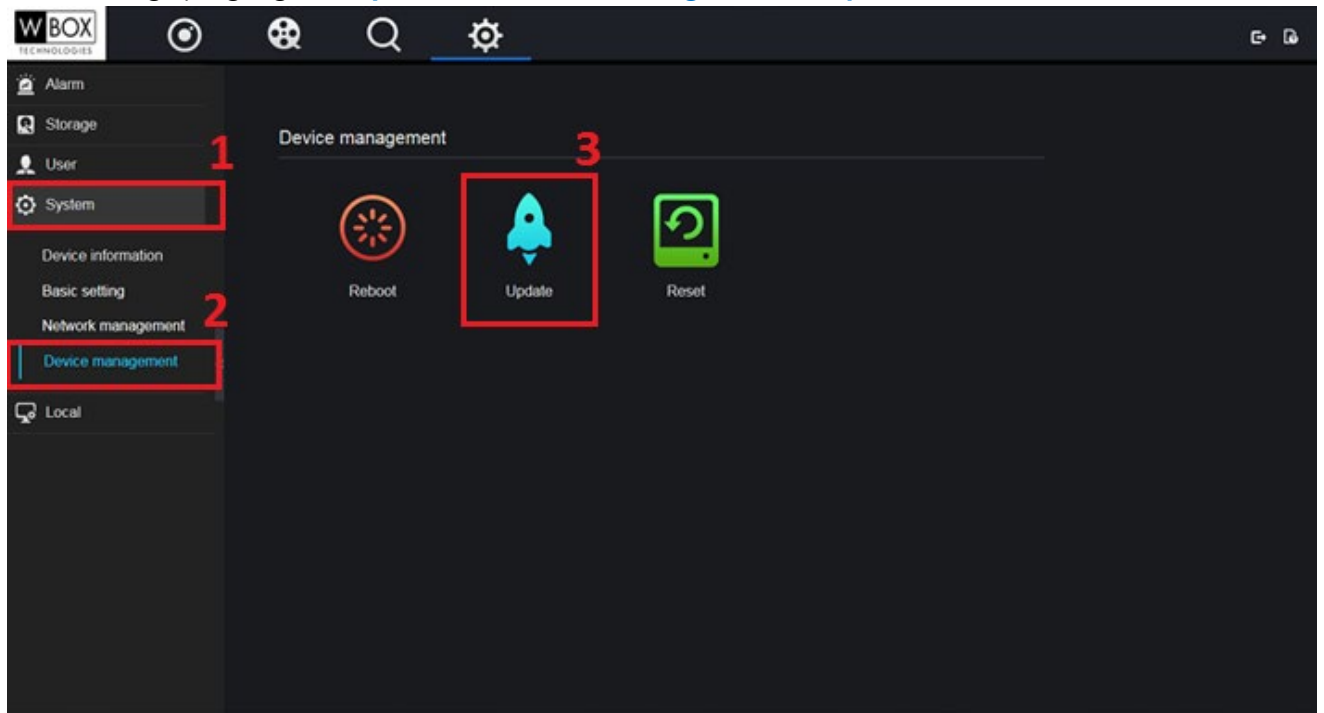 W BOX
TECHNOLOGIES
Alarm
Storage
1
User
System
Device information
Basic setting
2
Network management
Device management
Local
Device management
3
Reboot
Update
Reset